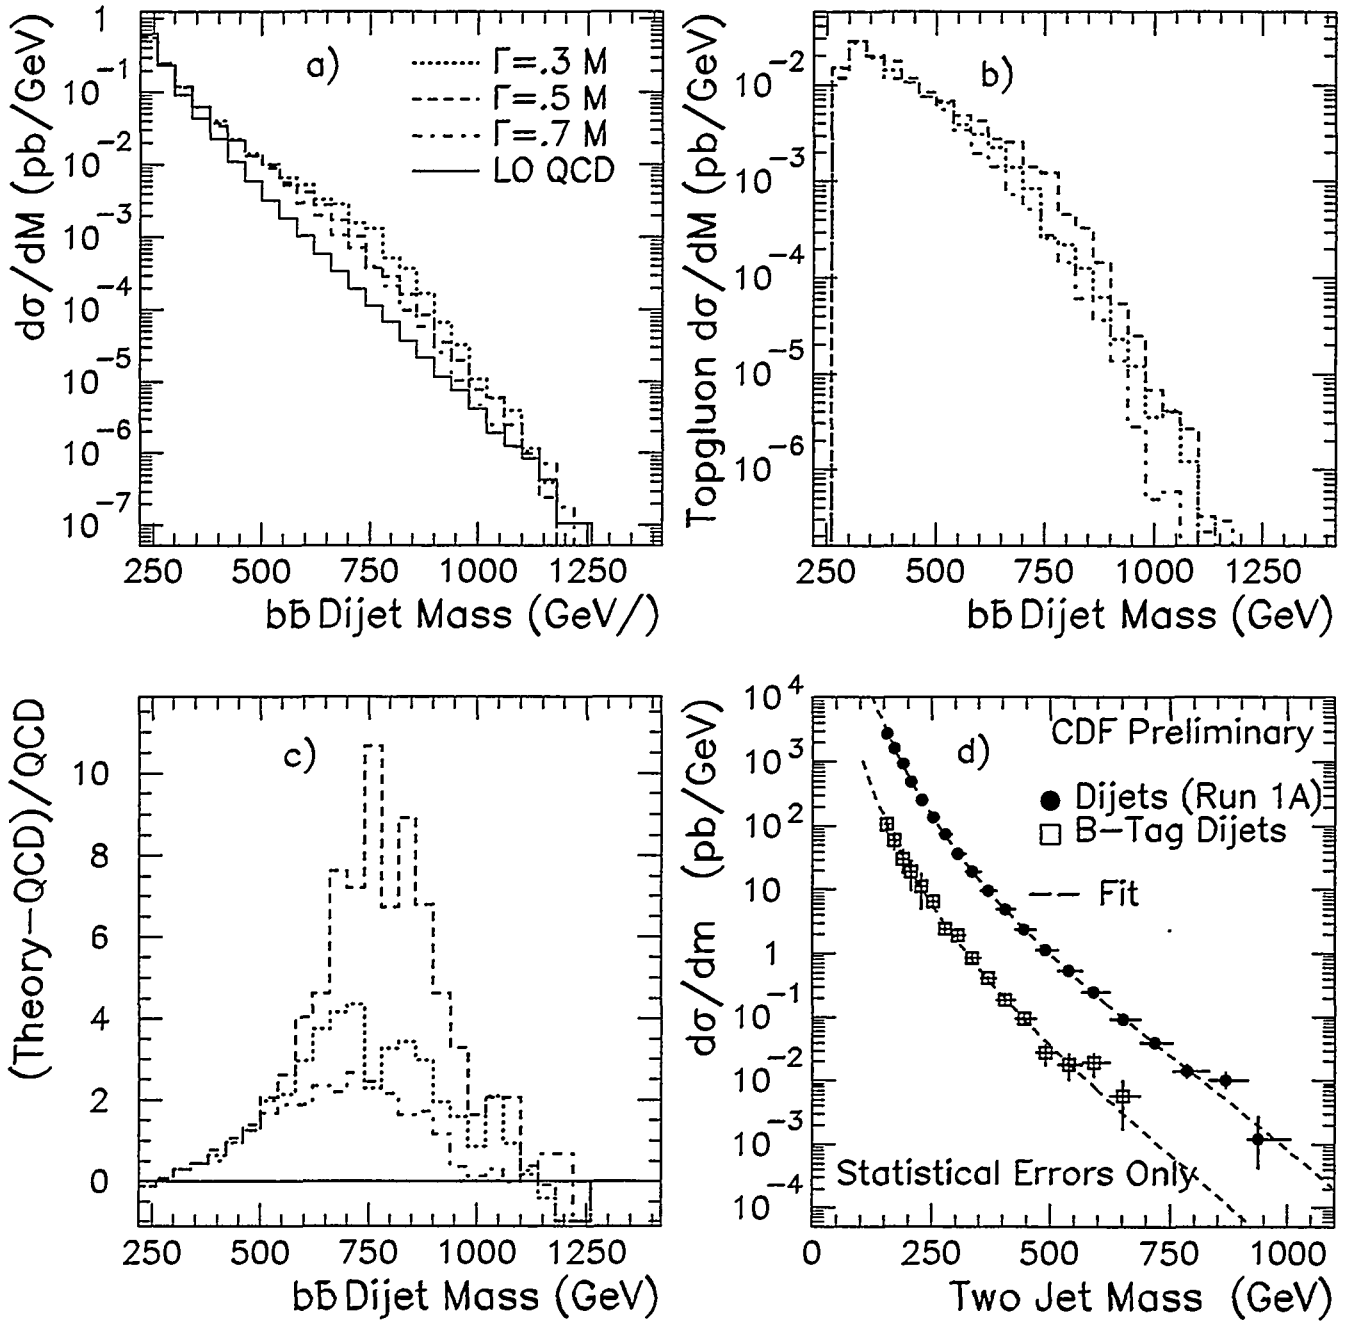 a)
Γ=.3 M
Γ=.5 M
Γ=.7 M
LO QCD
dσ/dM (pb/GeV)
1
10⁻¹
10⁻²
10⁻³
10⁻⁴
10⁻⁵
10⁻⁶
10⁻⁷
250 500 750 1000 1250
bb̄ Dijet Mass (GeV/)
b)
Topgluon dσ/dM (pb/GeV)
10⁻²
10⁻³
10⁻⁴
10⁻⁵
10⁻⁶
250 500 750 1000 1250
bb̄ Dijet Mass (GeV)
c)
(Theory-QCD)/QCD
10
8
6
4
2
0
250 500 750 1000 1250
bb̄ Dijet Mass (GeV)
d)
CDF Preliminary
Dijets (Run 1A)
B-Tag Dijets
Fit
Statistical Errors Only
dσ/dm (pb/GeV)
10⁴
10³
10²
10
1
10⁻¹
10⁻²
10⁻³
10⁻⁴
10⁻⁵
0 250 500 750 1000
Two Jet Mass (GeV)